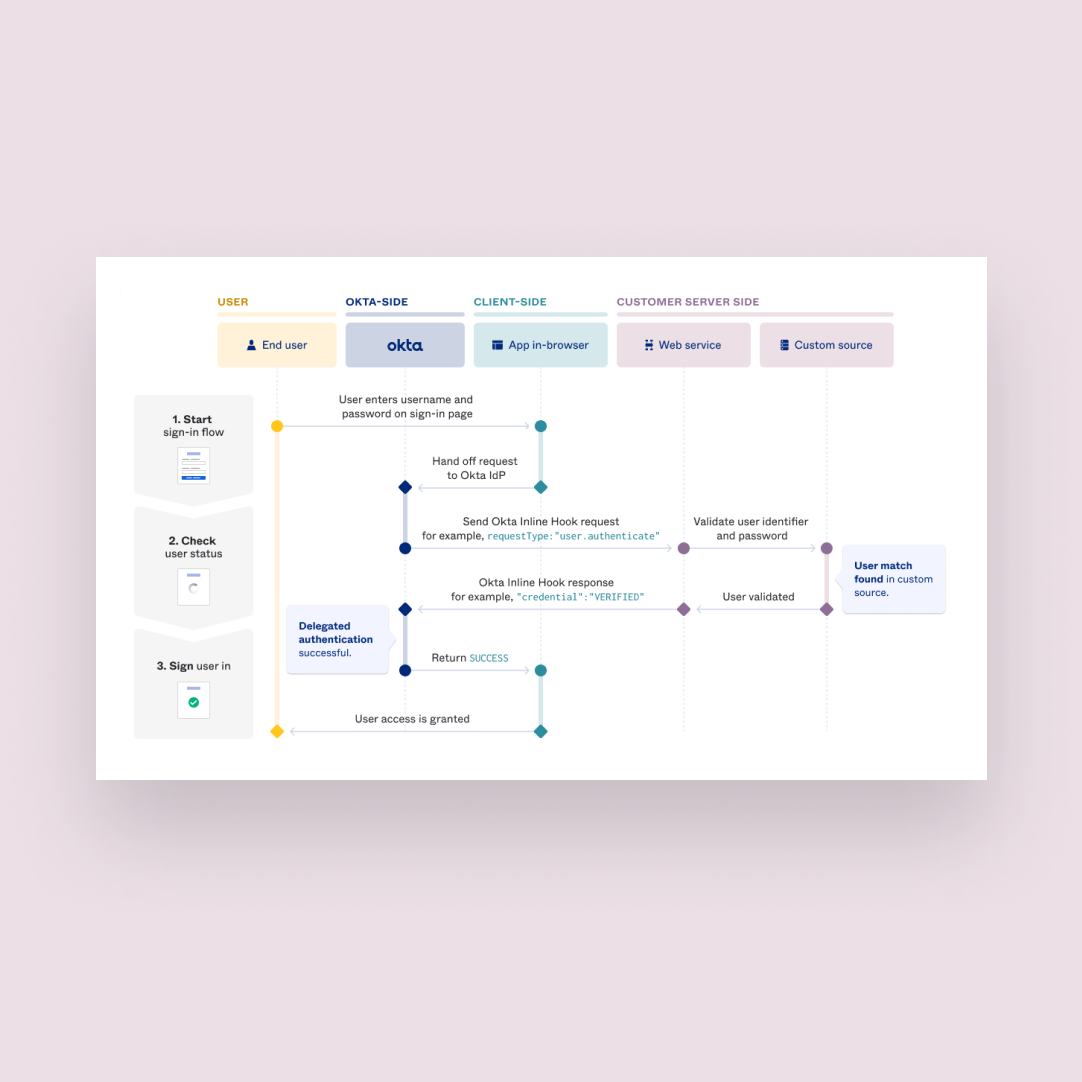 USER
OKTA-SIDE
CLIENT-SIDE
CUSTOMER SERVER SIDE
End user
okta
App in-browser
Web service
Custom source
1. Start
sign-in flow
User enters username and
password on sign-in page
Hand off request
to Okta IdP
2. Check
user status
Send Okta Inline Hook request
for example, requestType:"user.authenticate"
Validate user identifier
and password
User match
found in custom
source.
Okta Inline Hook response
for example, "credential":"VERIFIED"
User validated
Delegated
authentication
successful.
3. Sign user in
Return SUCCESS
User access is granted